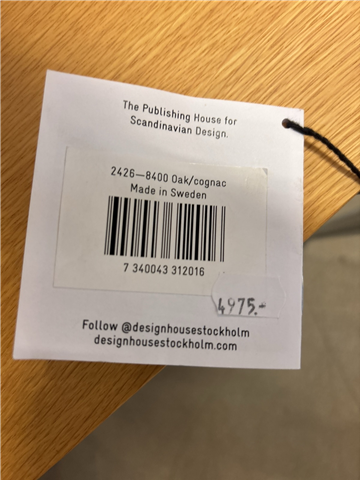 The Publishing House for
Scandinavian Design.
2426—8400 Oak/cognac
Made in Sweden
7 340043 312016
4975.-
Follow @designhousestockholm
designhousestockholm.com